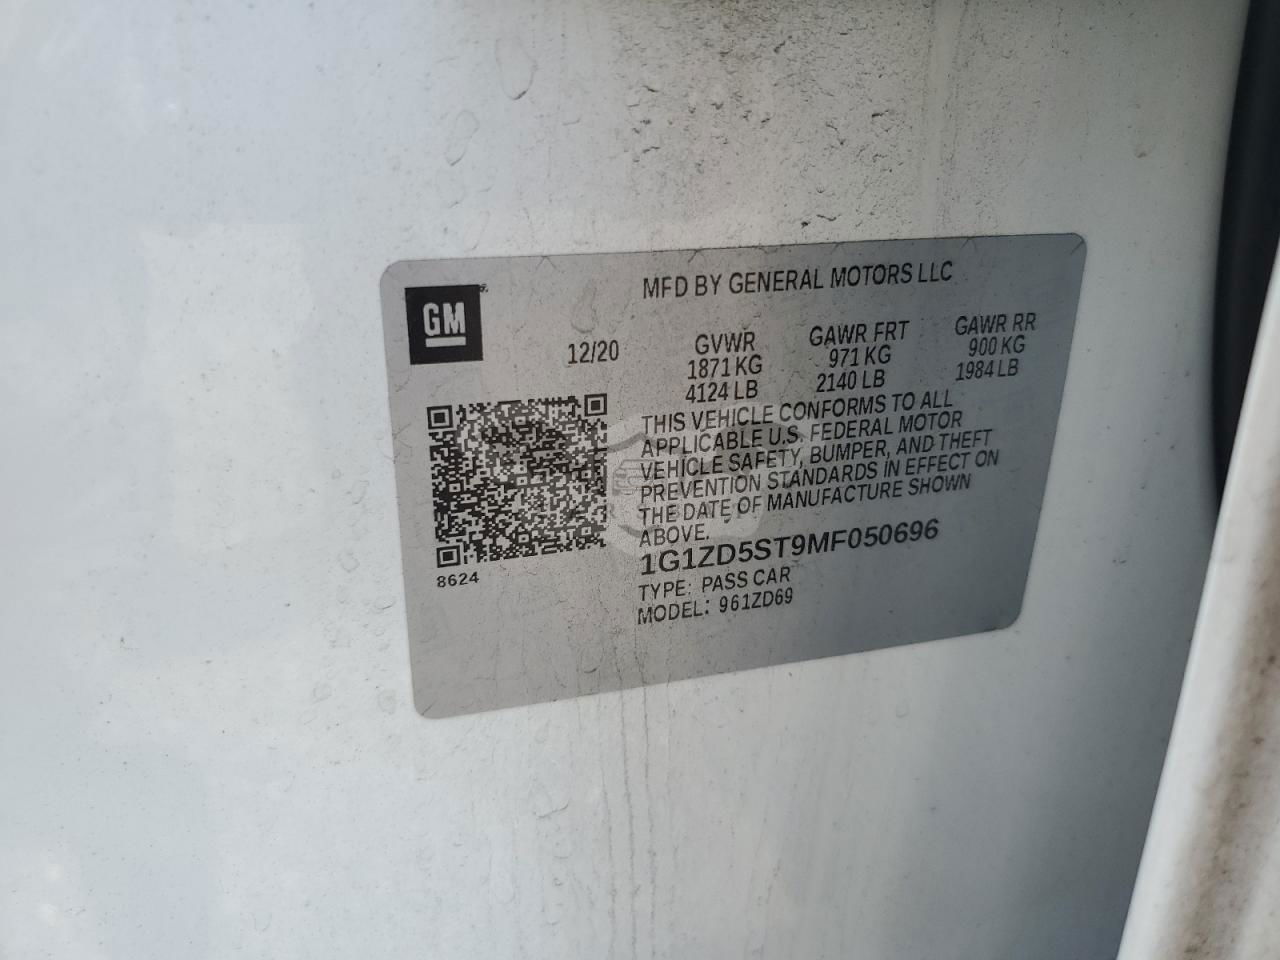 GM
MFD BY GENERAL MOTORS LLC
12/20
GVWR GAWR FRT GAWR RR
1871 KG 971 KG 900 KG
4124 LB 2140 LB 1984 LB
THIS VEHICLE CONFORMS TO ALL
APPLICABLE U.S. FEDERAL MOTOR
VEHICLE SAFETY, BUMPER, AND THEFT
PREVENTION STANDARDS IN EFFECT ON
THE DATE OF MANUFACTURE SHOWN
ABOVE.
1G1ZD5ST9MF050696
TYPE: PASS CAR
MODEL: 961ZD69
8624